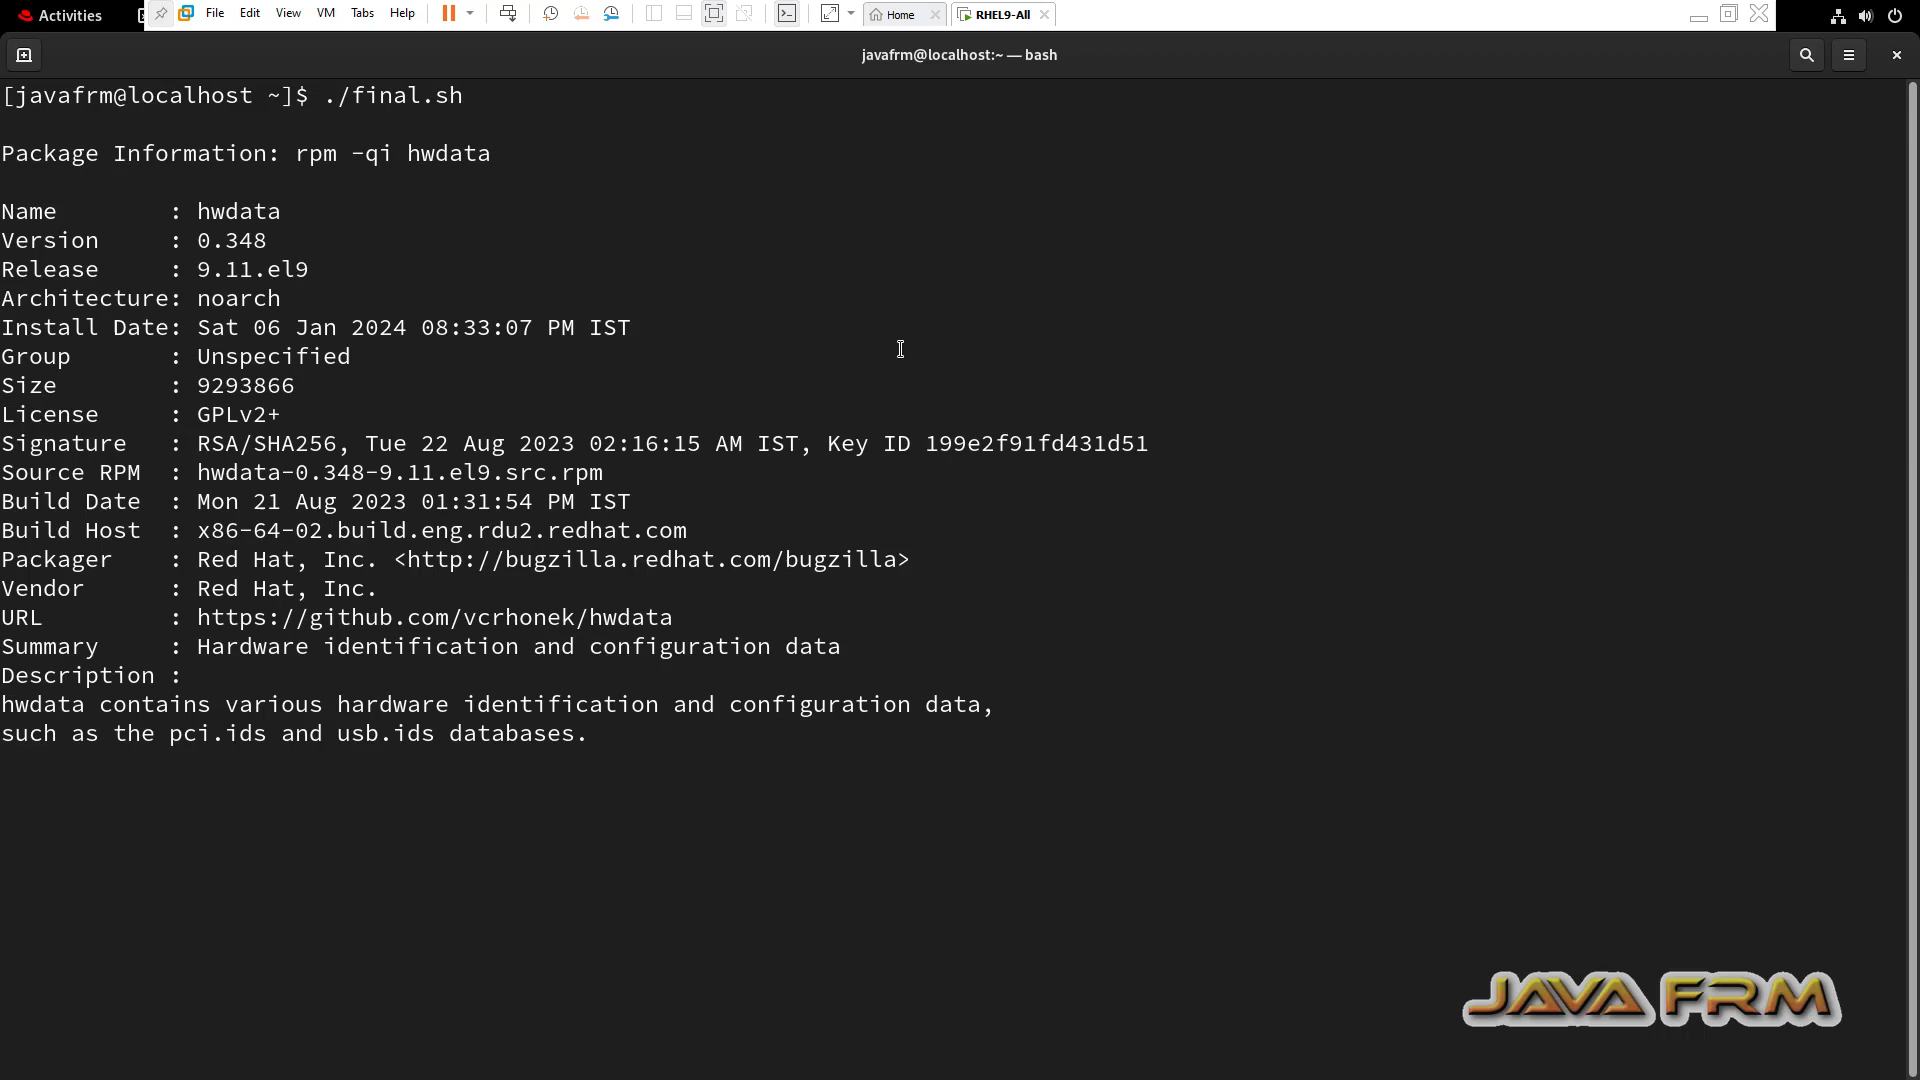 Activities
File Edit View VM Tabs Help Home RHEL9-All
javafrm@localhost:~ — bash
[javafrm@localhost ~]$ ./final.sh
Package Information: rpm -qi hwdata
Name        : hwdata
Version     : 0.348
Release     : 9.11.el9
Architecture: noarch
Install Date: Sat 06 Jan 2024 08:33:07 PM IST
Group       : Unspecified
Size        : 9293866
License     : GPLv2+
Signature   : RSA/SHA256, Tue 22 Aug 2023 02:16:15 AM IST, Key ID 199e2f91fd431d51
Source RPM  : hwdata-0.348-9.11.el9.src.rpm
Build Date  : Mon 21 Aug 2023 01:31:54 PM IST
Build Host  : x86-64-02.build.eng.rdu2.redhat.com
Packager    : Red Hat, Inc. <http://bugzilla.redhat.com/bugzilla>
Vendor      : Red Hat, Inc.
URL         : https://github.com/vcrhonek/hwdata
Summary     : Hardware identification and configuration data
Description :
hwdata contains various hardware identification and configuration data,
such as the pci.ids and usb.ids databases.
JAVA FRM